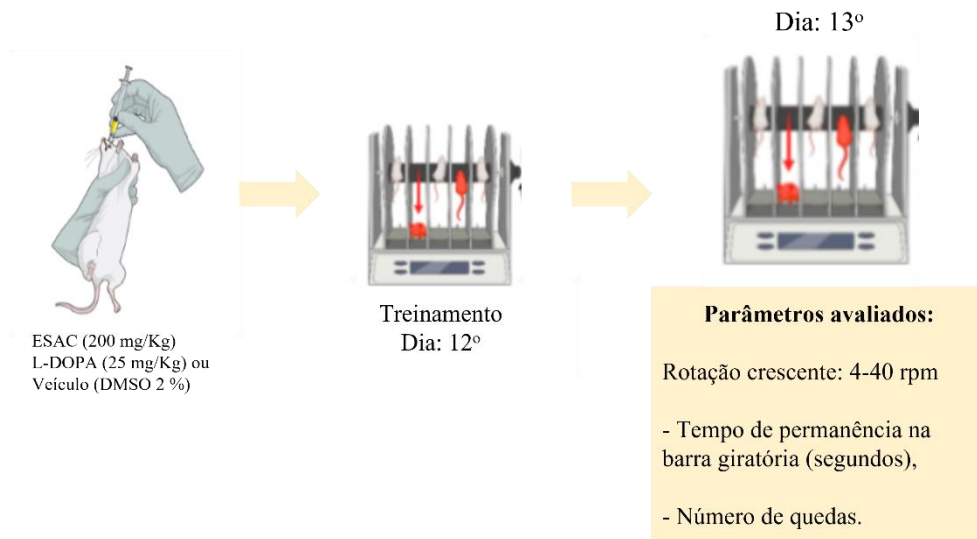 Dia: 13º
ESAC (200 mg/Kg)
L-DOPA (25 mg/Kg) ou
Veículo (DMSO 2 %)
Treinamento
Dia: 12º
Parâmetros avaliados:
Rotação crescente: 4-40 rpm
- Tempo de permanência na
barra giratória (segundos),
- Número de quedas.